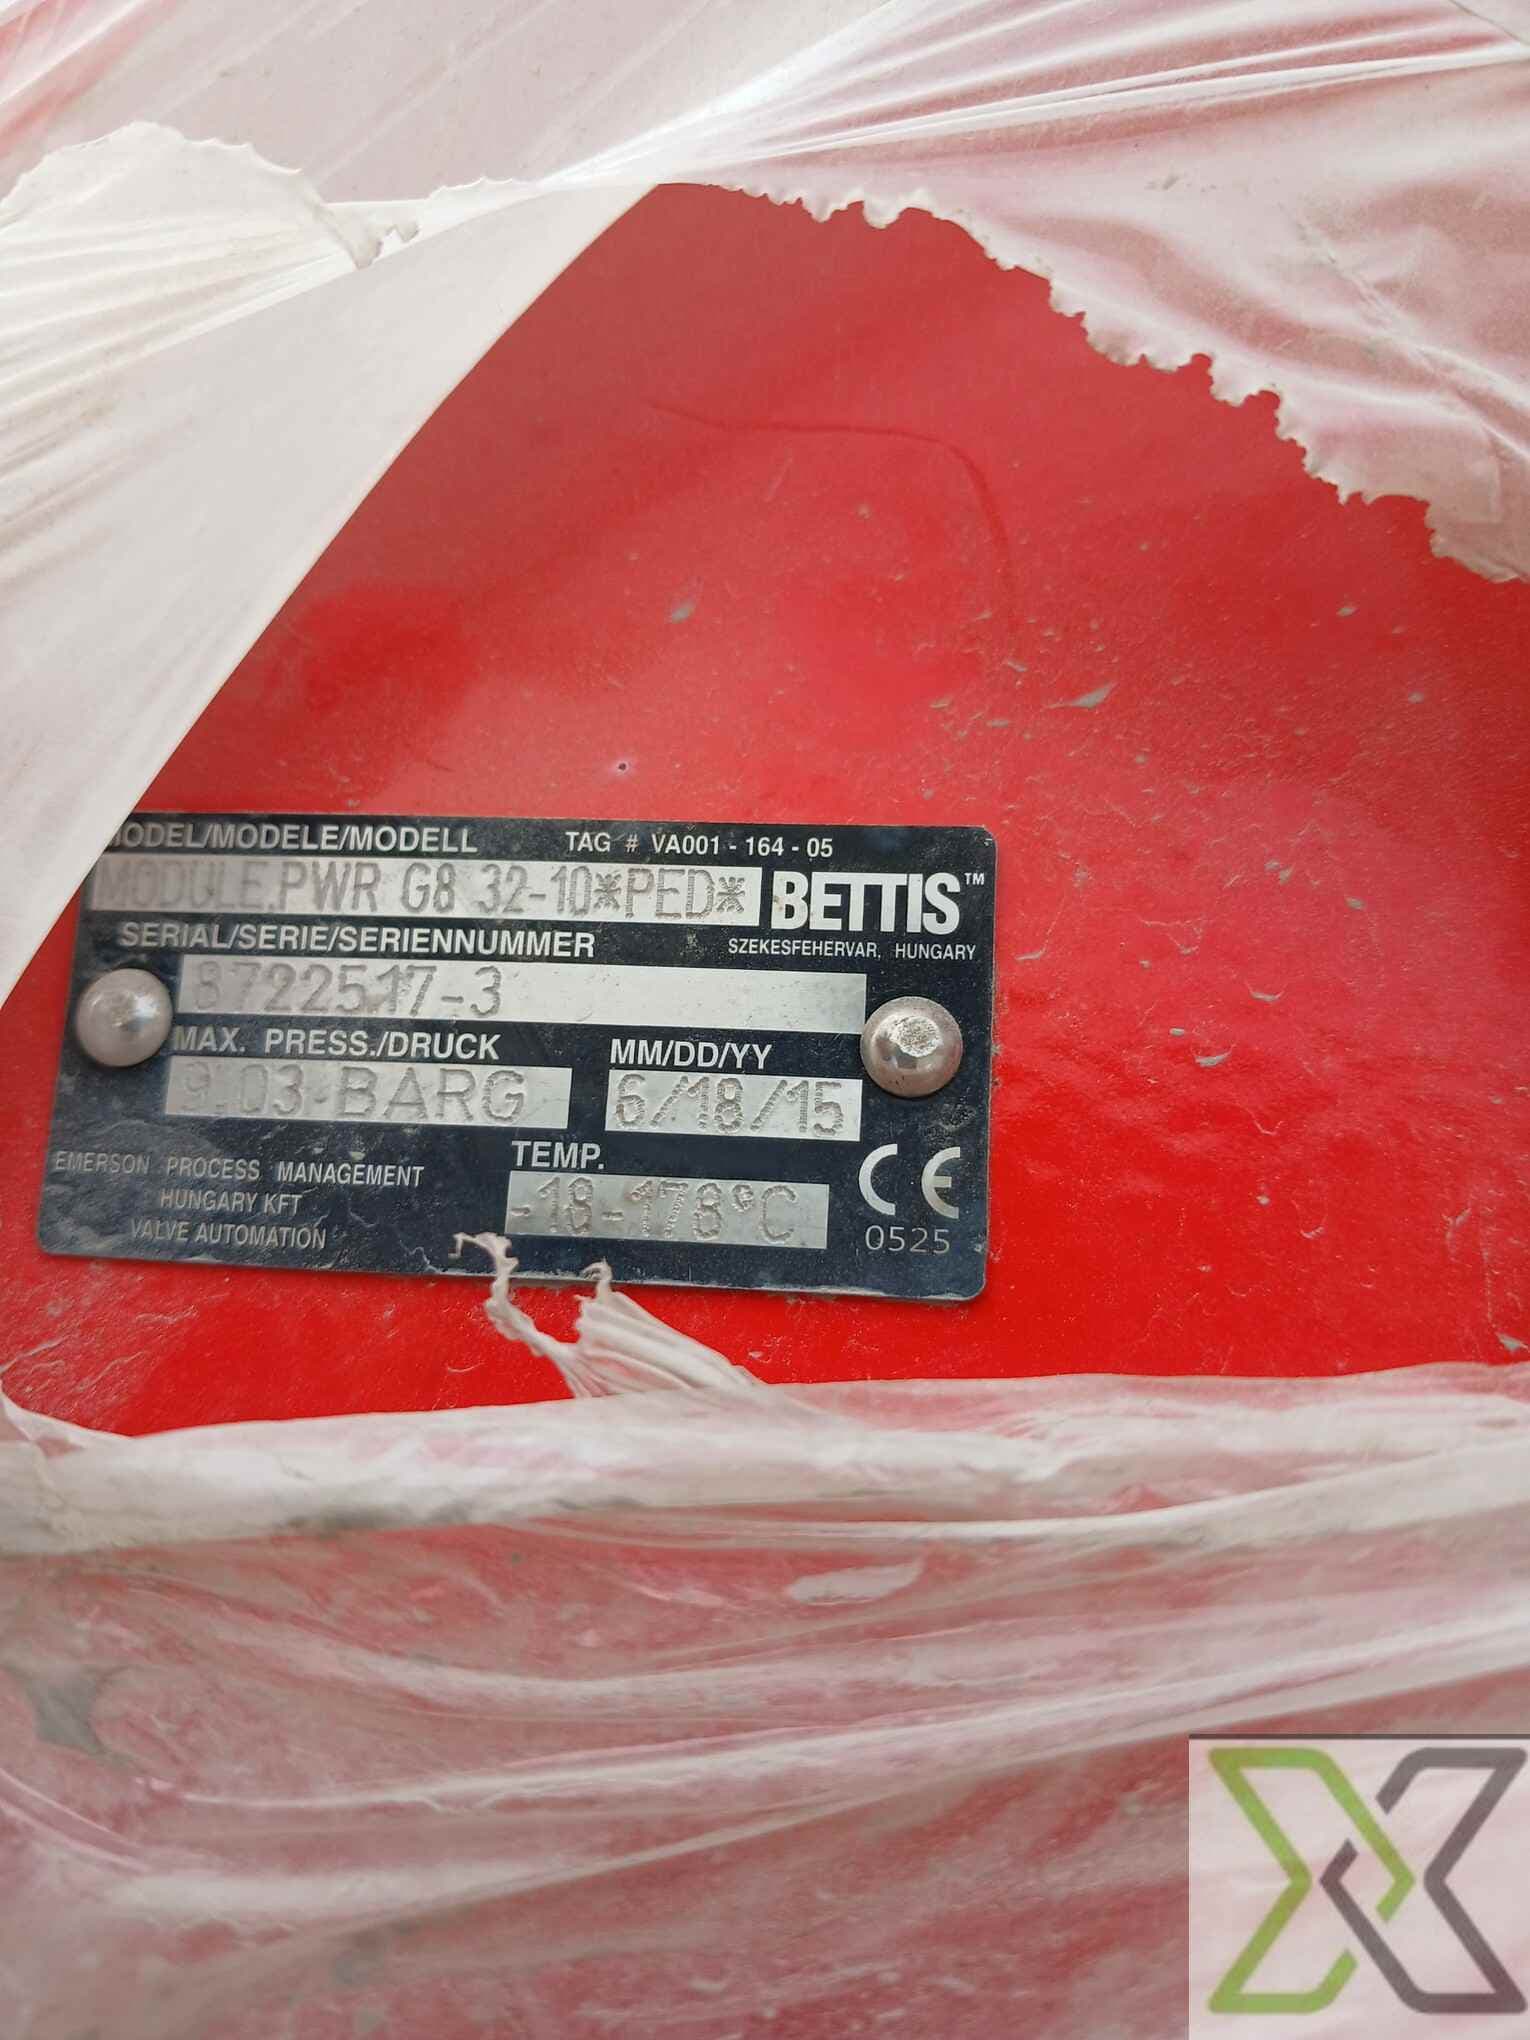 MODEL/MODELE/MODELL TAG # VA001 - 164 - 05
MODULE.PWR G8 32-10*PED* BETTIS™
SERIAL/SERIE/SERIENNUMMER SZEKESFEHERVAR, HUNGARY
8722517-3
MAX. PRESS./DRUCK MM/DD/YY
9.03 BARG 6/18/15
EMERSON PROCESS MANAGEMENT TEMP. CE
HUNGARY KFT -18-178°C
VALVE AUTOMATION 0525